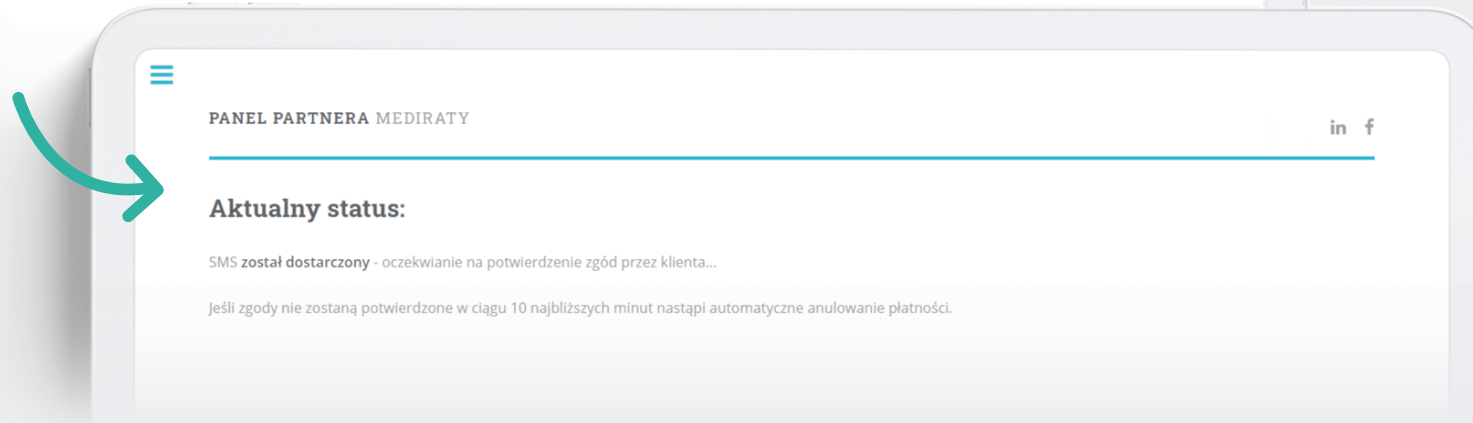 PANEL PARTNERA MEDIRATY
in f
Aktualny status:
SMS został dostarczony - oczekwianie na potwierdzenie zgód przez klienta...
Jeśli zgody nie zostaną potwierdzone w ciągu 10 najbliższych minut nastąpi automatyczne anulowanie płatności.